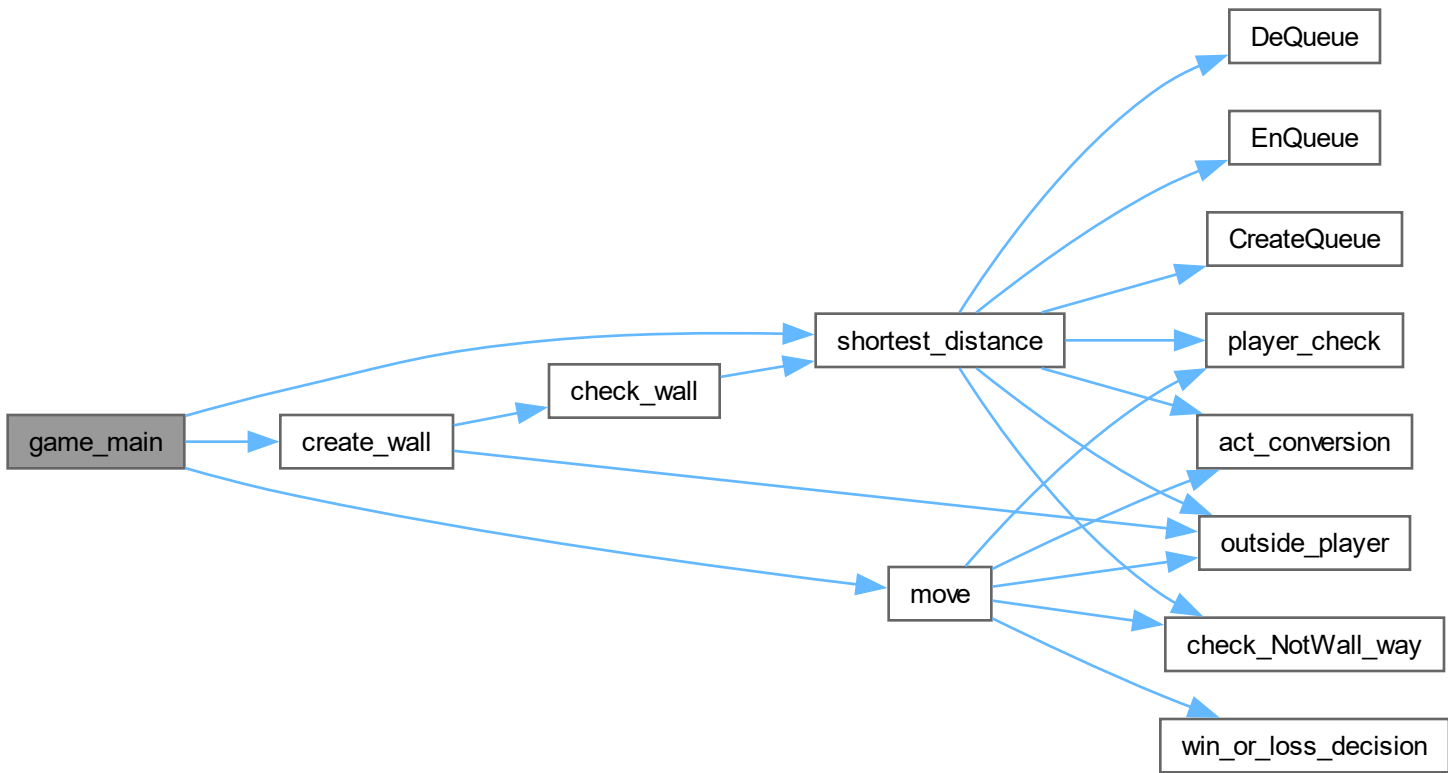 DeQueue
EnQueue
CreateQueue
shortest_distance
player_check
check_wall
game_main
create_wall
act_conversion
outside_player
move
check_NotWall_way
win_or_loss_decision